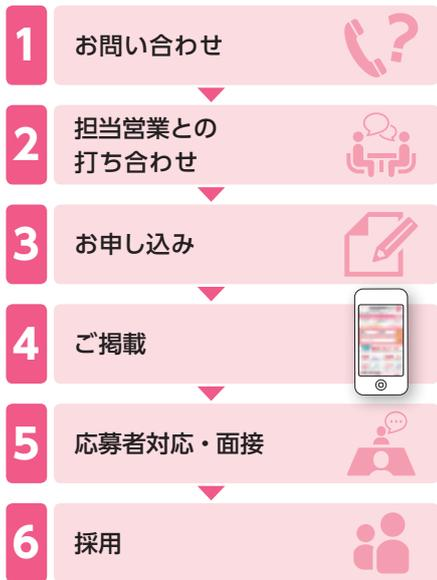 1
お問い合わせ
2
担当営業との
打ち合わせ
3
お申し込み
4
ご掲載
5
応募者対応・面接
6
採用